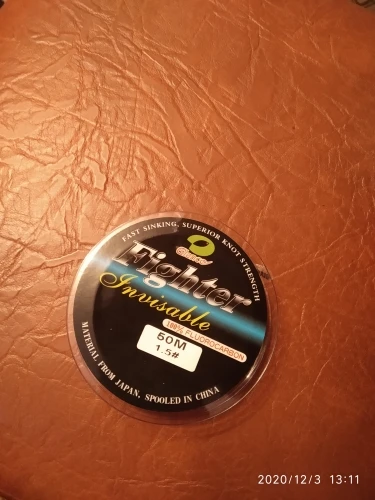 FAST SINKING, SUPERIOR KNOT STRENGTH
Fighter
Invisable
100% FLUOROCARBON
50M
1.5#
MATERIAL FROM JAPAN, SPOOLED IN CHINA
2020/12/3 13:11